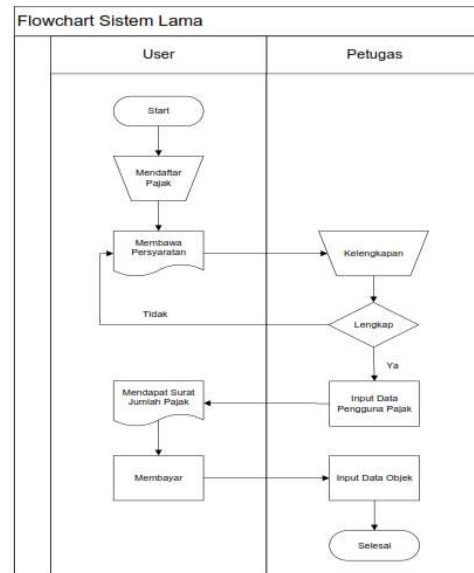 Flowchart Sistem Lama
User
Petugas
Start
Mendaftar
Pajak
Membawa
Persyaratan
Kelengkapan
Tidak
Lengkap
Ya
Mendapat Surat
Jumlah Pajak
Input Data
Pengguna Pajak
Membayar
Input Data Objek
Selesai